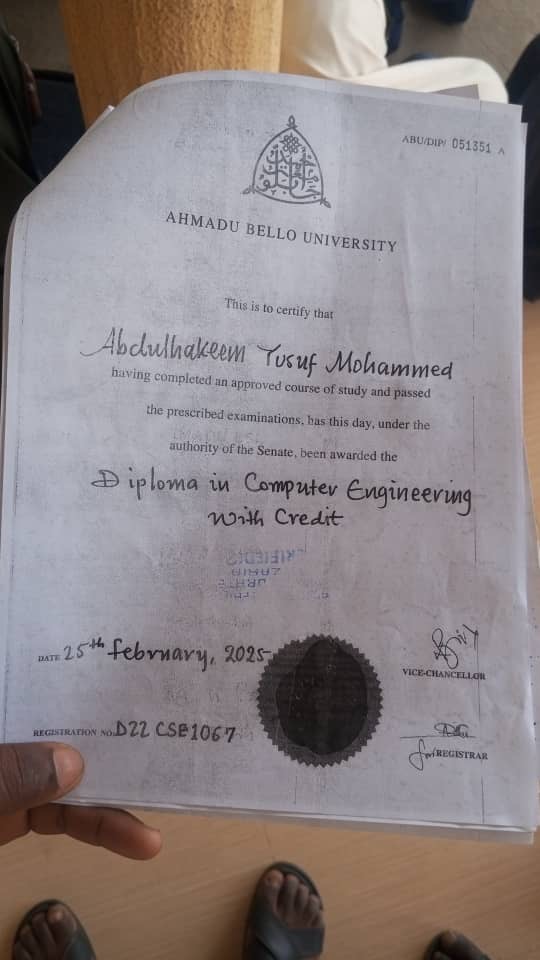 ABU/DIP/ 051351 A
AHMADU BELLO UNIVERSITY
This is to certify that
Abdulhakeem Yusuf Mohammed
having completed an approved course of study and passed
the prescribed examinations, has this day, under the
authority of the Senate, been awarded the
Diploma in Computer Engineering
With Credit
DATE 25th February, 2025
VICE-CHANCELLOR
REGISTRATION NO. D22 CSE1067
for REGISTRAR